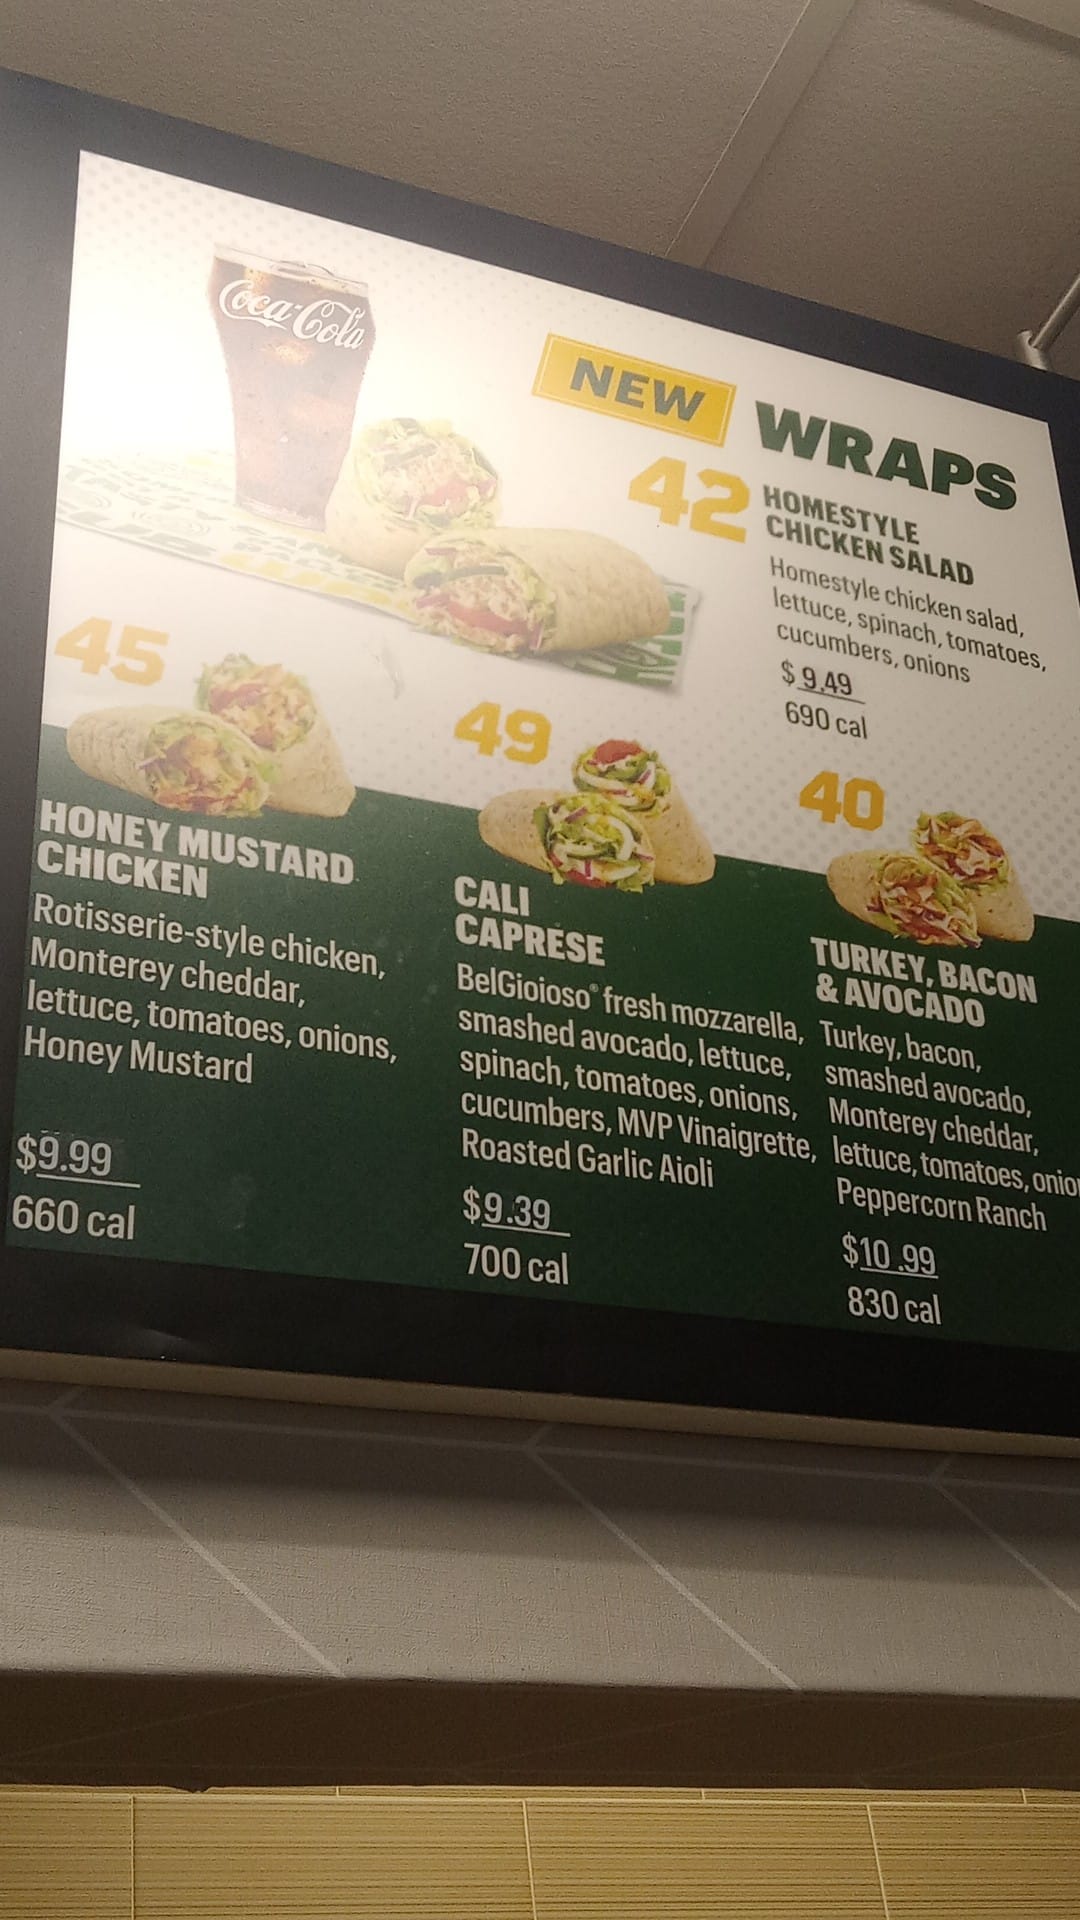 Coca-Cola
NEW WRAPS
42
HOMESTYLE
CHICKEN SALAD
Homestyle chicken salad,
lettuce, spinach, tomatoes,
cucumbers, onions
$ 9.49
690 cal
45
HONEY MUSTARD
CHICKEN
Rotisserie-style chicken,
Monterey cheddar,
lettuce, tomatoes, onions,
Honey Mustard
$9.99
660 cal
49
CALI
CAPRESE
BelGioioso® fresh mozzarella,
smashed avocado, lettuce,
spinach, tomatoes, onions,
cucumbers, MVP Vinaigrette,
Roasted Garlic Aioli
$9.39
700 cal
40
TURKEY, BACON
& AVOCADO
Turkey, bacon,
smashed avocado,
Monterey cheddar,
lettuce, tomatoes, onio
Peppercorn Ranch
$10.99
830 cal